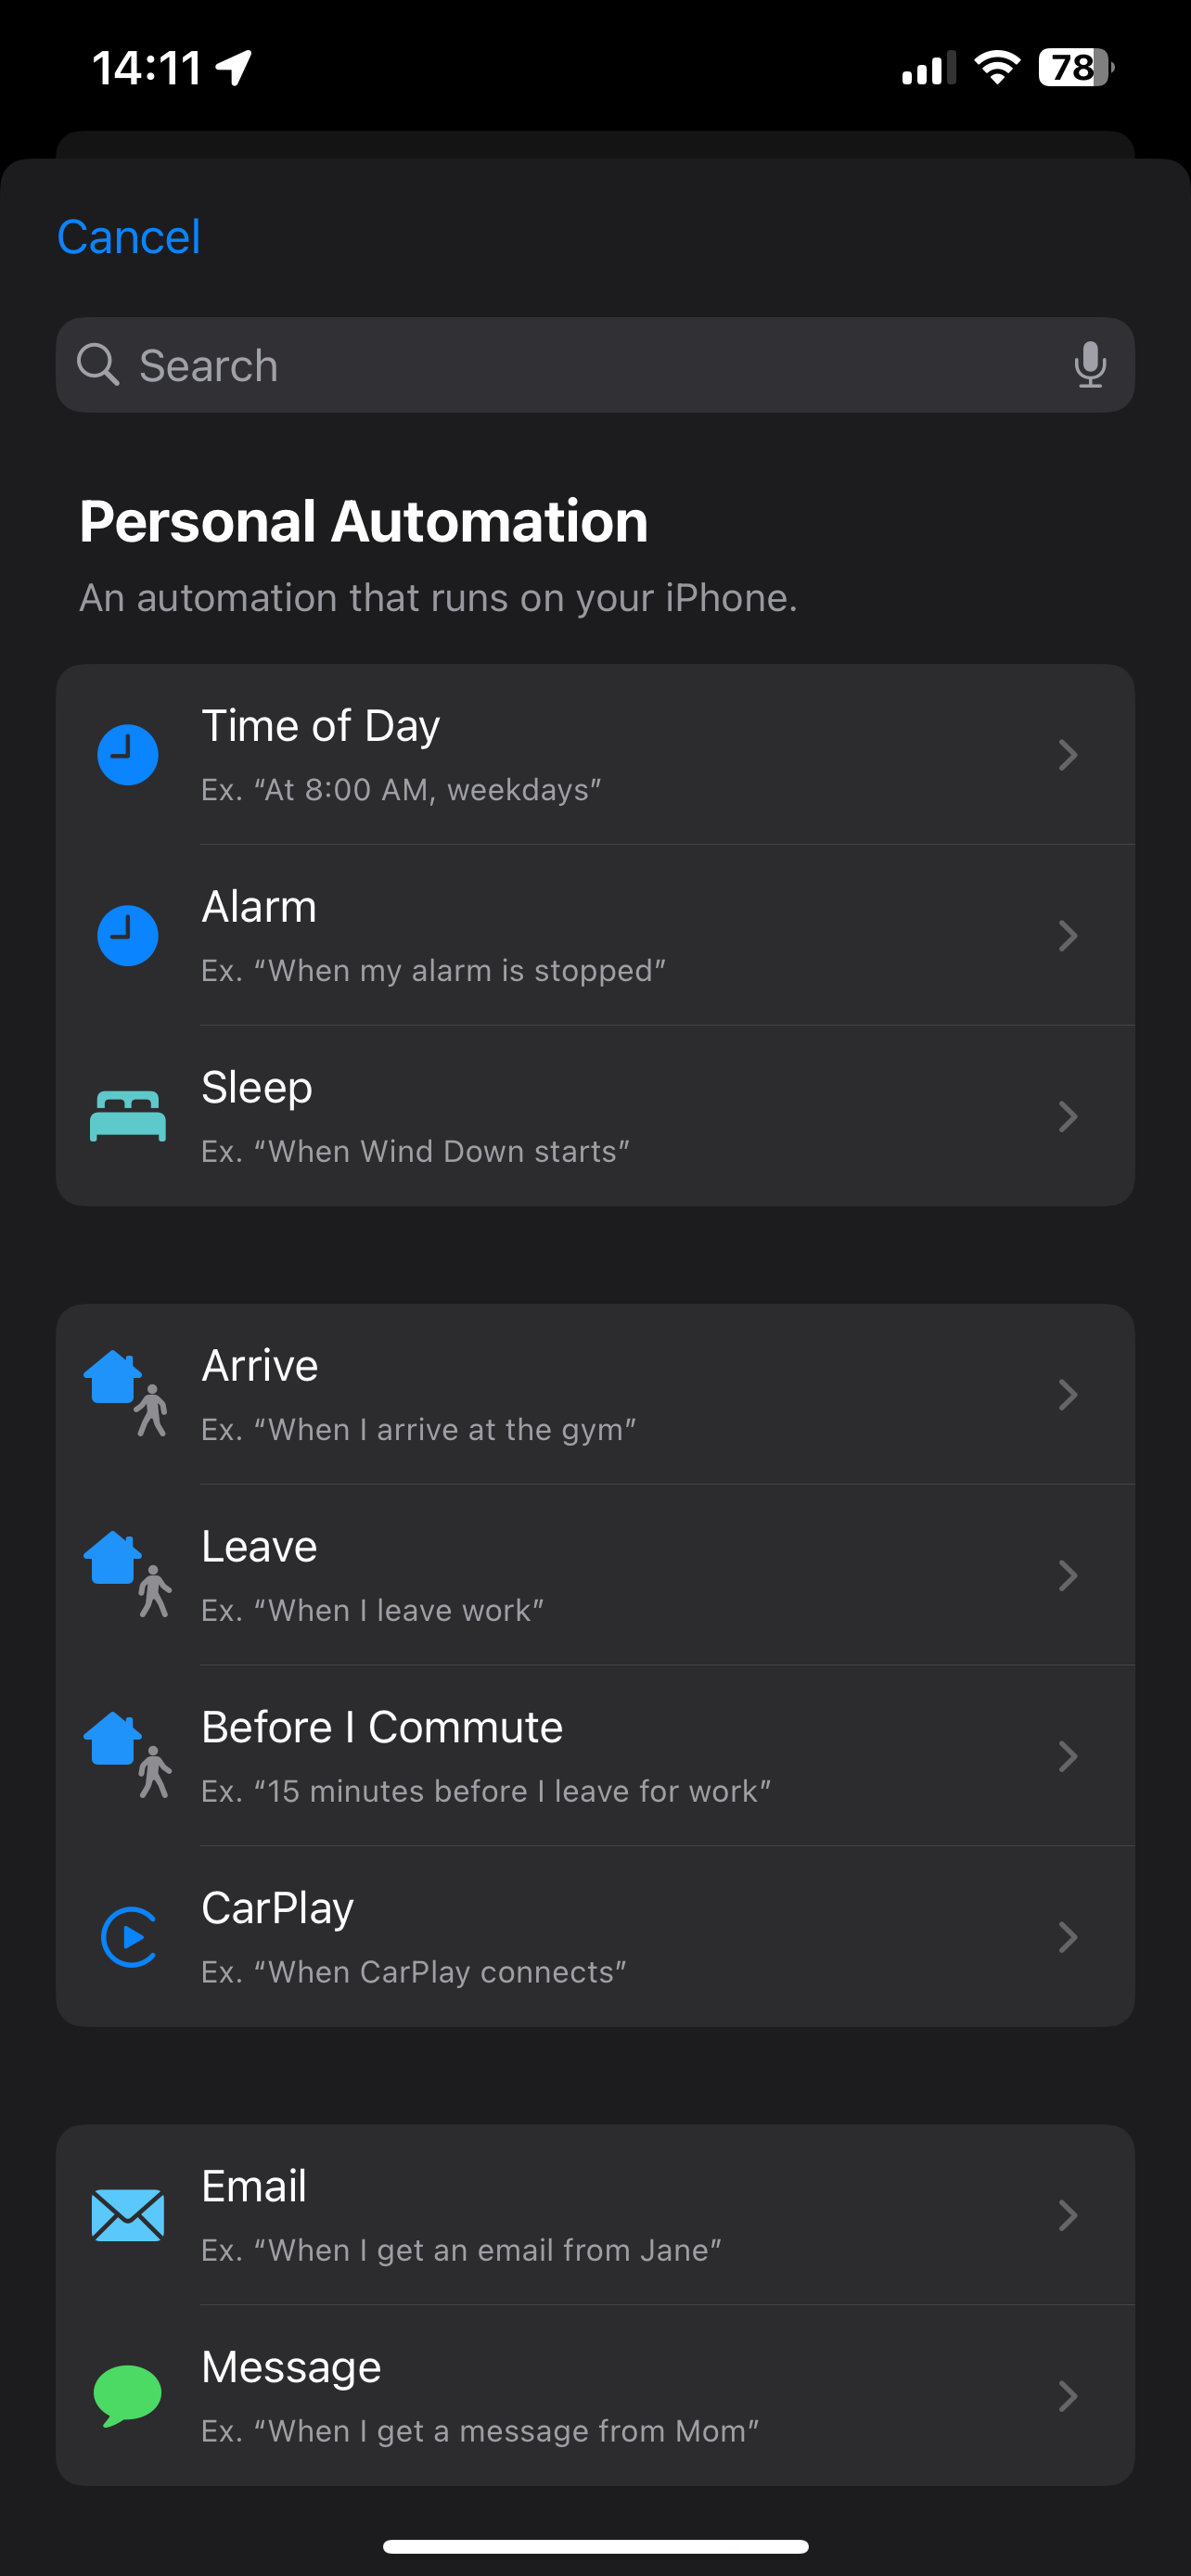 14:11
78
Cancel
Search
Personal Automation
An automation that runs on your iPhone.
Time of Day
Ex. “At 8:00 AM, weekdays”
Alarm
Ex. “When my alarm is stopped”
Sleep
Ex. “When Wind Down starts”
Arrive
Ex. “When I arrive at the gym”
Leave
Ex. “When I leave work”
Before I Commute
Ex. “15 minutes before I leave for work”
CarPlay
Ex. “When CarPlay connects”
Email
Ex. “When I get an email from Jane”
Message
Ex. “When I get a message from Mom”